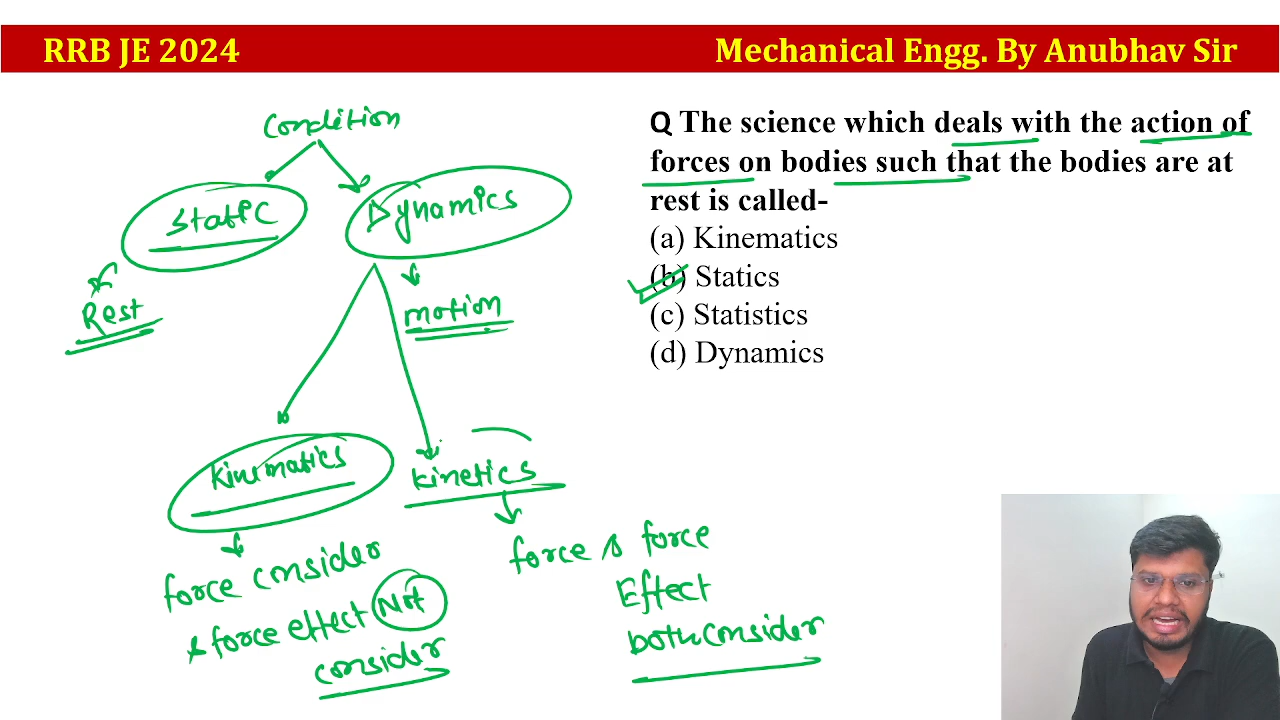 RRB JE 2024
Mechanical Engg. By Anubhav Sir
Condition
Static
Dynamics
Rest
motion
Kinematics
Kinetics
force consider
& force effect Not
consider
force & force
Effect
both consider
Q The science which deals with the action of
forces on bodies such that the bodies are at
rest is called-
(a) Kinematics
(b) Statics
(c) Statistics
(d) Dynamics